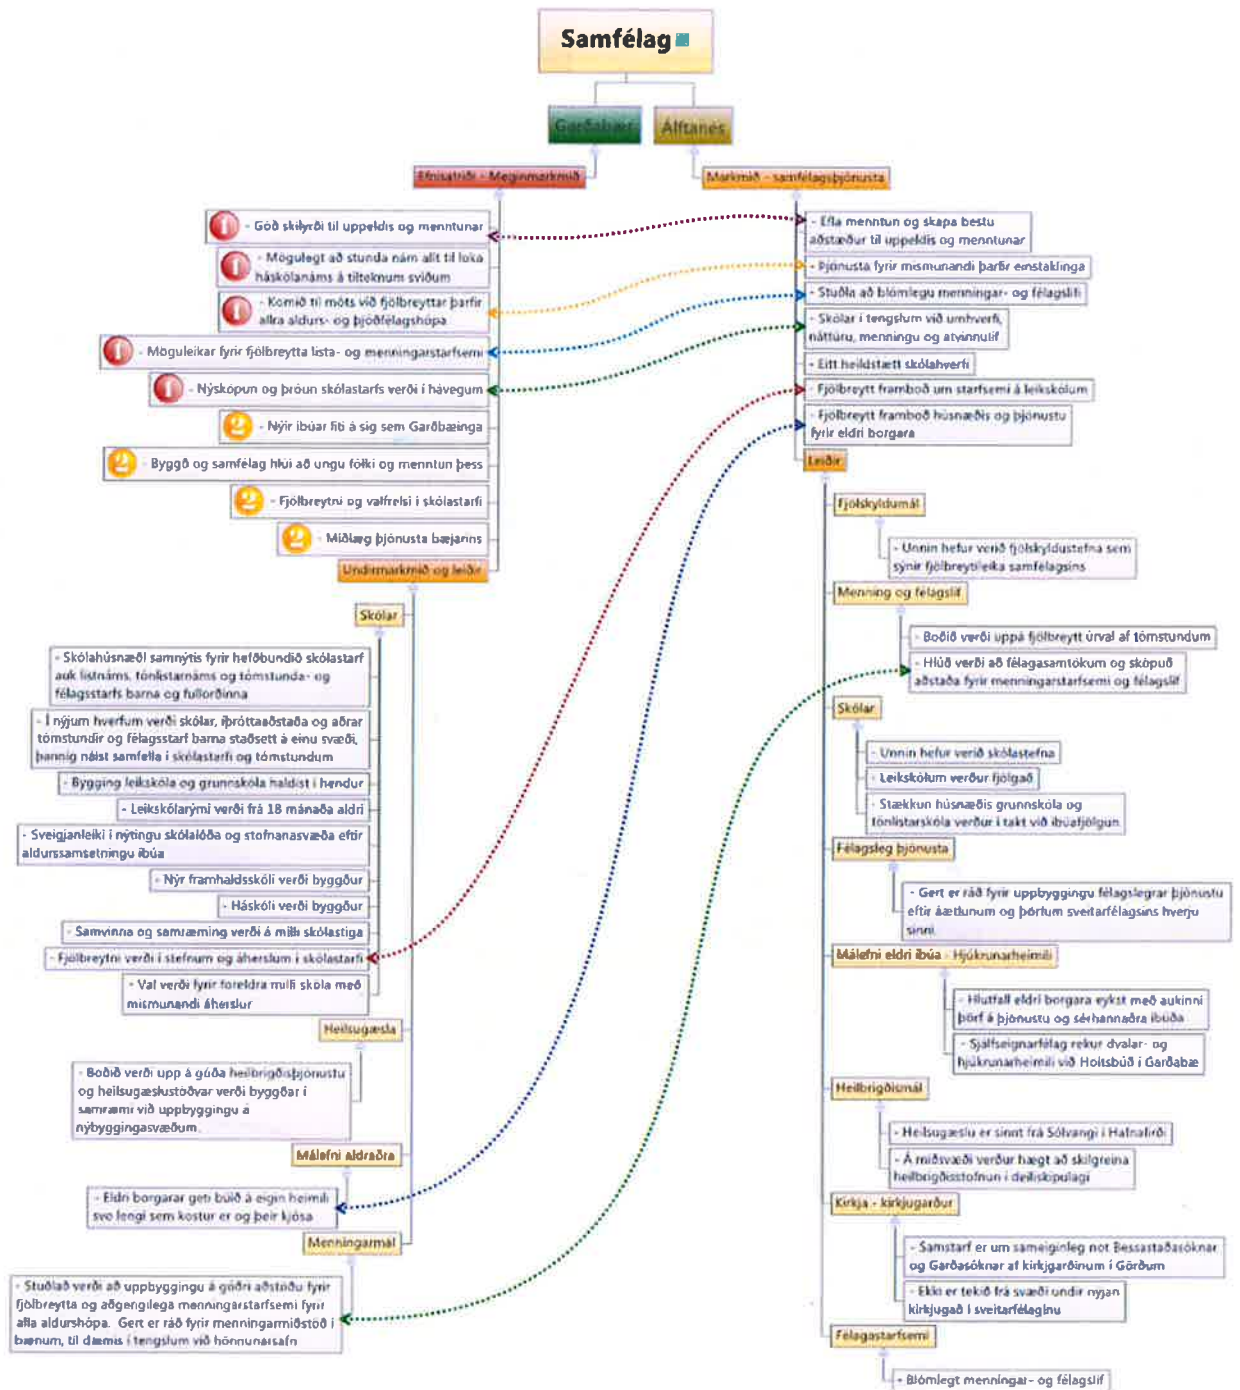 Samfélag
Garðabær
Álftanes
Efnisatriði - Meginmarkmið
1 - Góð skilyrði til uppeldis og menntunar
1 - Mögulegt að stunda nám allt til loka
háskólanáms á tilteknum sviðum
1 - Komið til móts við fjölbreyttar þarfir
allra aldurs- og þjóðfélagshópa
1 - Möguleikar fyrir fjölbreytta lista- og menningarstarfsemi
1 - Nýsköpun og þróun skólastarfs verði í hávegum
2 - Nýir íbúar líti á sig sem Garðbæinga
2 - Byggð og samfélag hlúi að ungu fólki og menntun þess
2 - Fjölbreytni og valfrelsi í skólastarfi
2 - Miðlæg þjónusta bæjarins
Undirmarkmið og leiðir
Skólar
- Skólahúsnæði samnýtis fyrir hefðbundið skólastarf
auk listnáms, tónlistarnáms og tómstunda- og
félagsstarfs barna og fullorðinna
- Í nýjum hverfum verði skólar, íþróttaaðstaða og aðrar
tómstundir og félagsstarf barna staðsett á einu svæði,
þannig náist samfella í skólastarfi og tómstundum
- Bygging leikskóla og grunnskóla haldist í hendur
- Leikskólarými verði frá 18 mánaða aldri
- Sveigjanleiki í nýtingu skólalóða og stofnanasvæða eftir
aldurssamsetningu íbúa
- Nýr framhaldsskóli verði byggður
- Háskóli verði byggður
- Samvinna og samræming verði á milli skólastiga
- Fjölbreytni verði í stefnum og áherslum í skólastarfi
- Val verði fyrir foreldra milli skóla með
mismunandi áherslur
Heilsugæsla
- Boðið verði upp á góða heilbrigðisþjónustu
og heilsugæslustöðvar verði byggðar í
samræmi við uppbyggingu á
nýbyggingasvæðum.
Málefni aldraðra
- Eldri borgarar geti búið á eigin heimili
svo lengi sem kostur er og þeir kjósa
Menningarmál
- Stuðlað verði að uppbyggingu á góðri aðstöðu fyrir
fjölbreytta og aðgengilega menningarstarfsemi fyrir
alla aldurshópa. Gert er ráð fyrir menningarmiðstöð í
bænum, til dæmis í tengslum við hönnunarsafn
Markmið - samfélagsþjónusta
- Efla menntun og skapa bestu
aðstæður til uppeldis og menntunar
- Þjónusta fyrir mismunandi þarfir einstaklinga
- Stuðla að blómlegu menningar- og félagslífi
- Skólar í tengslum við umhverfi,
náttúru, menningu og atvinnulíf
- Eitt heildstætt skólahverfi
- Fjölbreytt framboð um starfsemi á leikskólum
- Fjölbreytt framboð húsnæðis og þjónustu
fyrir eldri borgara
Leiðir
Fjölskyldumál
- Unnin hefur verið fjölskyldustefna sem
sýnir fjölbreytileika samfélagsins
Menning og félagslíf
- Boðið verði uppá fjölbreytt úrval af tómstundum
- Hlúð verði að félagasamtökum og sköpuð
aðstaða fyrir menningarstarfsemi og félagslíf
Skólar
- Unnin hefur verið skólastefna
- Leikskólum verður fjölgað
- Stækkun húsnæðis grunnskóla og
tónlistarskóla verður í takt við íbúafjölgun
Félagsleg þjónusta
- Gert er ráð fyrir uppbyggingu félagslegrar þjónustu
eftir áætlunum og þörfum sveitarfélagsins hverju
sinni.
Málefni eldri íbúa - Hjúkrunarheimili
- Hlutfall eldri borgara eykst með aukinni
þörf á þjónustu og sérhannaðra íbúða
- Sjálfseignarfélag rekur dvalar- og
hjúkrunarheimili við Holtsbúð í Garðabæ
Heilbrigðismál
- Heilsugæslu er sinnt frá Sólvangi í Hafnafirði
- Á miðsvæði verður hægt að skilgreina
heilbrigðisstofnun í deiliskipulagi
Kirkja - kirkjugarður
- Samstarf er um sameiginleg not Bessastaðasóknar
og Garðasóknar af kirkjgarðinum í Görðum
- Ekki er tekið frá svæði undir nýjan
kirkjugað í sveitarfélaginu
Félagastarfsemi
- Blómlegt menningar- og félagslíf